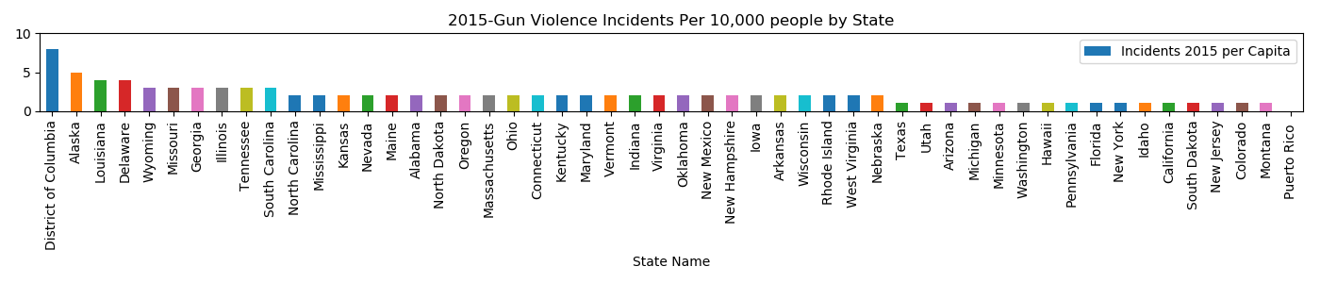 2015-Gun Violence Incidents Per 10,000 people by State
10
5
0
Incidents 2015 per Capita
District of Columbia
Alaska
Louisiana
Delaware
Wyoming
Missouri
Georgia
Illinois
Tennessee
South Carolina
North Carolina
Mississippi
Kansas
Nevada
Maine
Alabama
North Dakota
Oregon
Massachusetts
Ohio
Connecticut
Kentucky
Maryland
Vermont
Indiana
Virginia
Oklahoma
New Mexico
New Hampshire
Iowa
Arkansas
Wisconsin
Rhode Island
West Virginia
Nebraska
Texas
Utah
Arizona
Michigan
Minnesota
Washington
Hawaii
Pennsylvania
Florida
New York
Idaho
California
South Dakota
New Jersey
Colorado
Montana
Puerto Rico
State Name